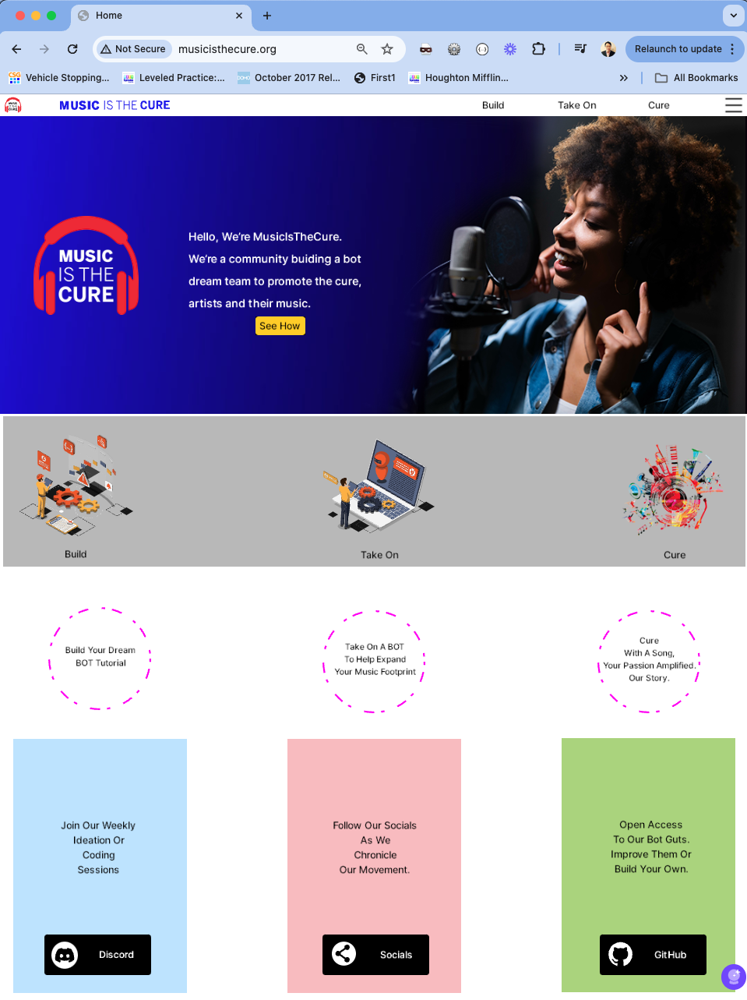 Home
Not Secure
musicisthecure.org
Relaunch to update
CSG
Vehicle Stopping...
Leveled Practice:...
DOMO
October 2017 Rel...
First1
Houghton Mifflin...
All Bookmarks
MUSIC IS THE CURE
Build
Take On
Cure
MUSIC
IS THE
CURE
Hello, We're MusicIsTheCure.
We're a community buiding a bot
dream team to promote the cure,
artists and their music.
See How
Build
Take On
Cure
Build Your Dream
BOT Tutorial
Take On A BOT
To Help Expand
Your Music Footprint
Cure
With A Song,
Your Passion Amplified.
Our Story.
Join Our Weekly
Ideation Or
Coding
Sessions
Follow Our Socials
As We
Chronicle
Our Movement.
Open Access
To Our Bot Guts.
Improve Them Or
Build Your Own.
Discord
Socials
GitHub